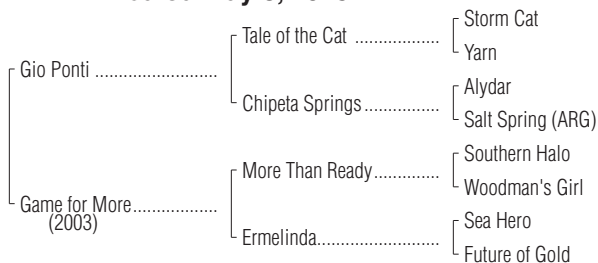 Storm Cat
Tale of the Cat ..................
Yarn
Gio Ponti ..........................
Alydar
Chipeta Springs ................
Salt Spring (ARG)
Southern Halo
More Than Ready..............
Woodman's Girl
Game for More..................
(2003)
Sea Hero
Ermelinda..........................
Future of Gold